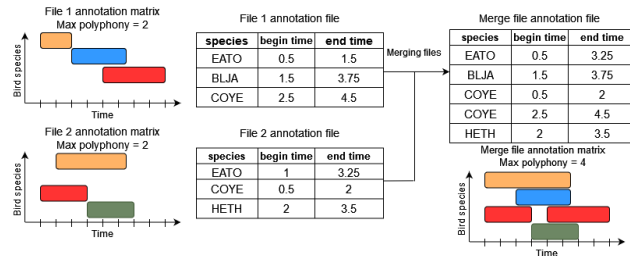 File 1 annotation matrix
Max polyphony = 2
Bird species
Time
File 1 annotation file
species begin time end time
EATO 0.5 1.5
BLJA 1.5 3.75
COYE 2.5 4.5
Merging files
Merge file annotation file
species begin time end time
EATO 0.5 3.25
BLJA 1.5 3.75
COYE 0.5 2
COYE 2.5 4.5
HETH 2 3.5
File 2 annotation matrix
Max polyphony = 2
Bird species
Time
File 2 annotation file
species begin time end time
EATO 1 3.25
COYE 0.5 2
HETH 2 3.5
Merge file annotation matrix
Max polyphony = 4
Bird species
Time